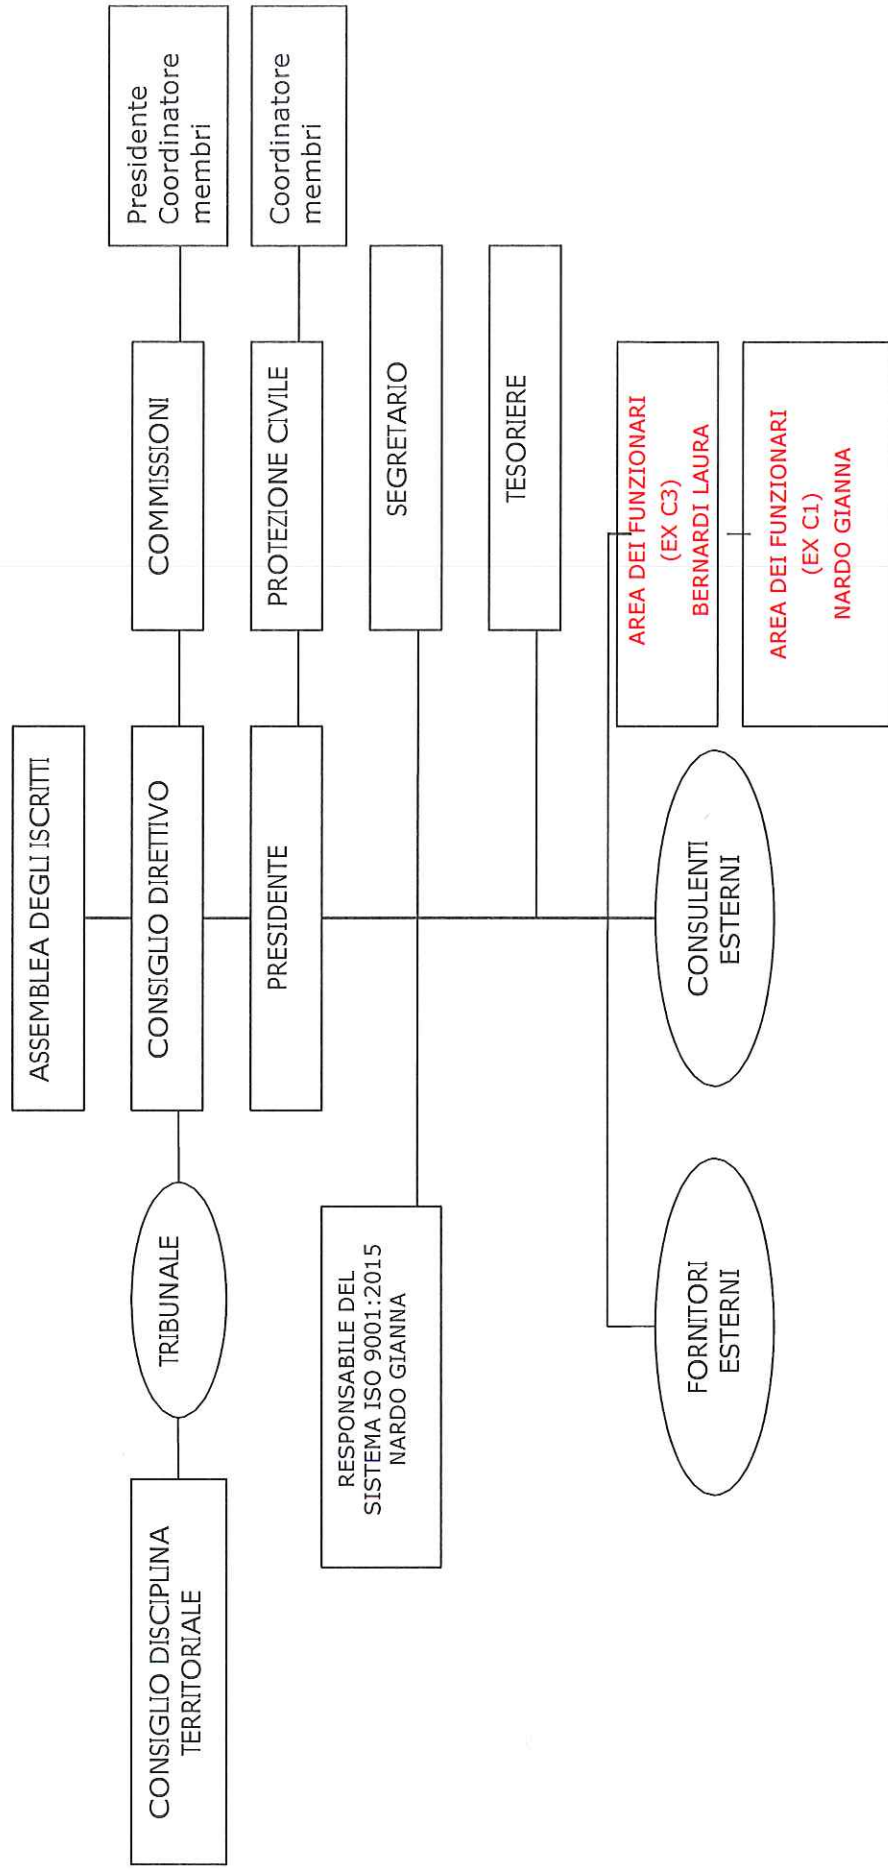 ASSEMBLEA DEGLI ISCRITTI
CONSIGLIO DISCIPLINA
TERRITORIALE
TRIBUNALE
CONSIGLIO DIRETTIVO
COMMISSIONI
Presidente
Coordinatore
membri
PRESIDENTE
PROTEZIONE CIVILE
Coordinatore
membri
RESPONSABILE DEL
SISTEMA ISO 9001:2015
NARDO GIANNA
SEGRETARIO
TESORIERE
FORNITORI
ESTERNI
CONSULENTI
ESTERNI
AREA DEI FUNZIONARI
(EX C3)
BERNARDI LAURA
AREA DEI FUNZIONARI
(EX C1)
NARDO GIANNA